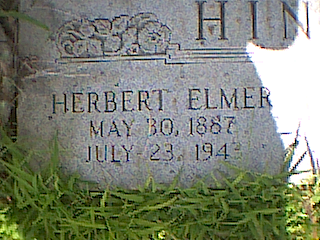 HIN
HERBERT ELMER
MAY 30, 1887
JULY 23, 194